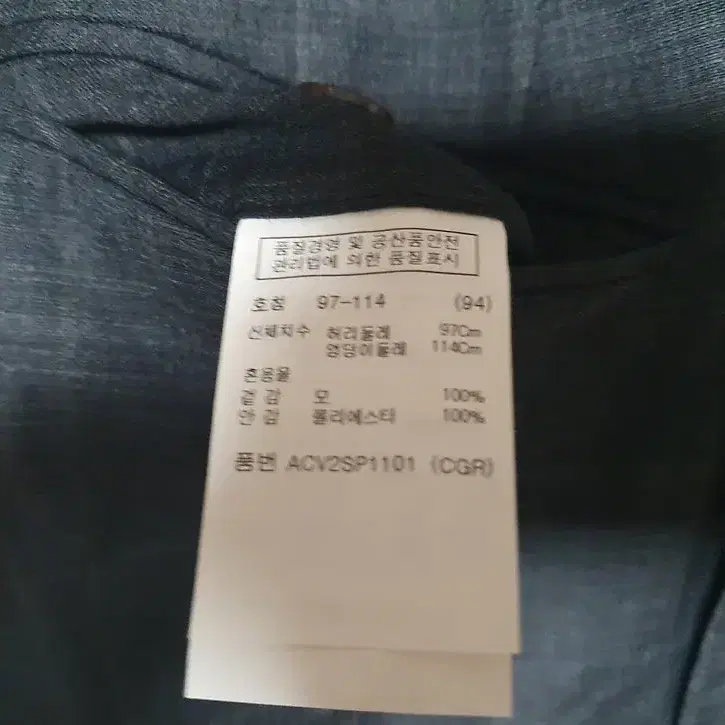 품질경영 및 공산품안전
관리법에 의한 품질표시
호칭 97-114 (94)
신체치수 허리둘레 97Cm
엉덩이둘레 114Cm
혼용율
겉 감 모 100%
안 감 폴리에스터 100%
품번 ACV2SP1101 (CGR)